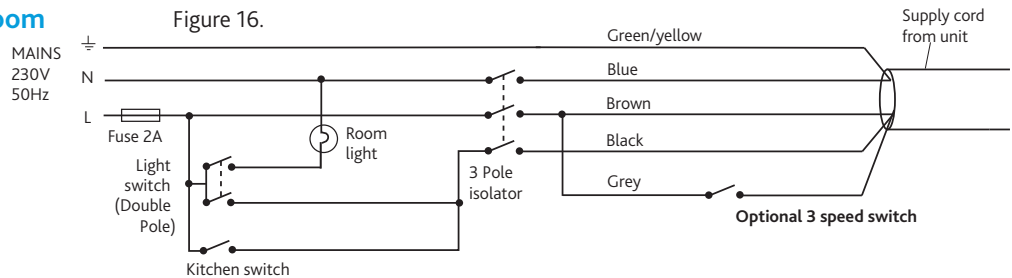 oom
Figure 16.
Supply cord
from unit
MAINS
230V
50Hz
Green/yellow
N
Blue
L
Brown
Fuse 2A
Room
light
Black
Light
switch
(Double
Pole)
3 Pole
isolator
Grey
Optional 3 speed switch
Kitchen switch